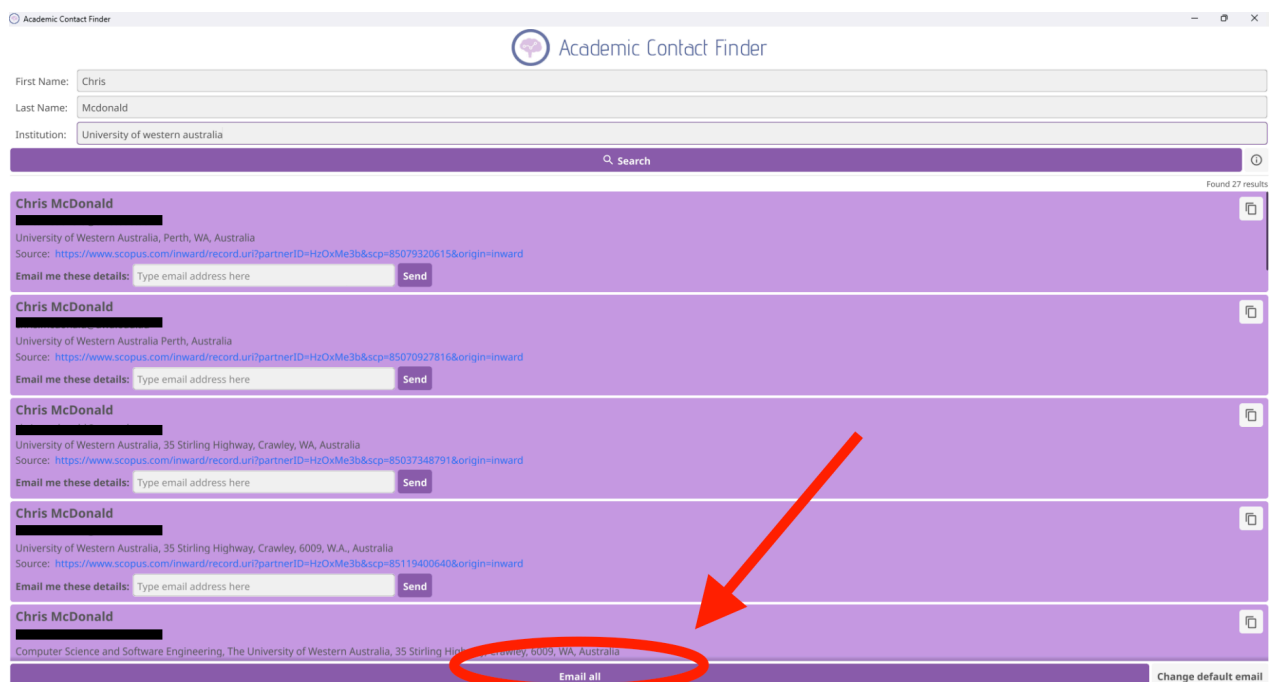 Academic Contact Finder
Academic Contact Finder
First Name: Chris
Last Name: Mcdonald
Institution: University of western australia
Search
Found 27 results
Chris McDonald
University of Western Australia, Perth, WA, Australia
Source: https://www.scopus.com/inward/record.uri?partnerID=HzOxMe3b&scp=85079320615&origin=inward
Email me these details: Type email address here Send
Chris McDonald
University of Western Australia Perth, Australia
Source: https://www.scopus.com/inward/record.uri?partnerID=HzOxMe3b&scp=85070927816&origin=inward
Email me these details: Type email address here Send
Chris McDonald
University of Western Australia, 35 Stirling Highway, Crawley, WA, Australia
Source: https://www.scopus.com/inward/record.uri?partnerID=HzOxMe3b&scp=85037348791&origin=inward
Email me these details: Type email address here Send
Chris McDonald
University of Western Australia, 35 Stirling Highway, Crawley, 6009, W.A., Australia
Source: https://www.scopus.com/inward/record.uri?partnerID=HzOxMe3b&scp=85119400640&origin=inward
Email me these details: Type email address here Send
Chris McDonald
Computer Science and Software Engineering, The University of Western Australia, 35 Stirling Crawley, 6009, WA, Australia
Email all Change default email